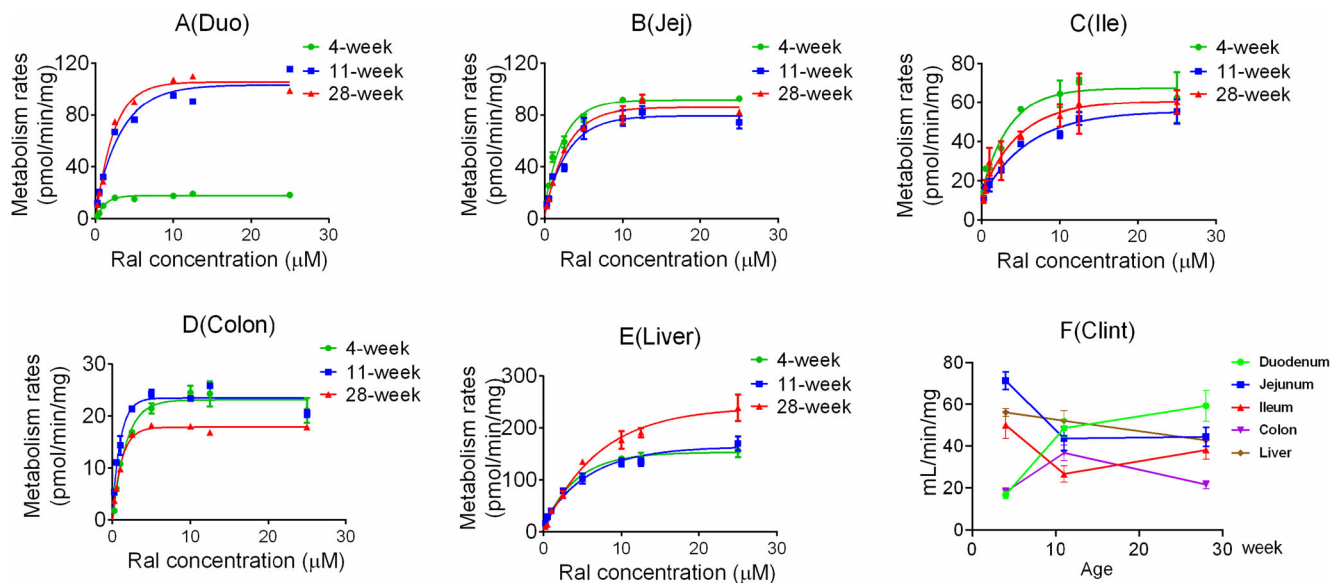 A(Duo)
Metabolism rates
(pmol/min/mg)
120
80
40
0
0
10
20
30
Ral concentration (μM)
4-week
11-week
28-week
B(Jej)
Metabolism rates
(pmol/min/mg)
120
80
40
0
0
10
20
30
Ral concentration (μM)
4-week
11-week
28-week
C(Ile)
Metabolism rates
(pmol/min/mg)
80
60
40
20
0
0
10
20
30
Ral concentration (μM)
4-week
11-week
28-week
D(Colon)
Metabolism rates
(pmol/min/mg)
30
20
10
0
0
10
20
30
Ral concentration (μM)
4-week
11-week
28-week
E(Liver)
Metabolism rates
(pmol/min/mg)
300
200
100
0
0
10
20
30
Ral concentration (μM)
4-week
11-week
28-week
F(Clint)
mL/min/mg
80
60
40
20
0
0
10
20
30
week
Age
Duodenum
Jejunum
Ileum
Colon
Liver